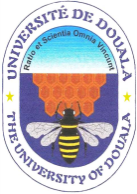 UNIVERSITÉ DE DOUALA
Ratio et Scientia Omnia Vincunt
THE UNIVERSITY OF DOUALA